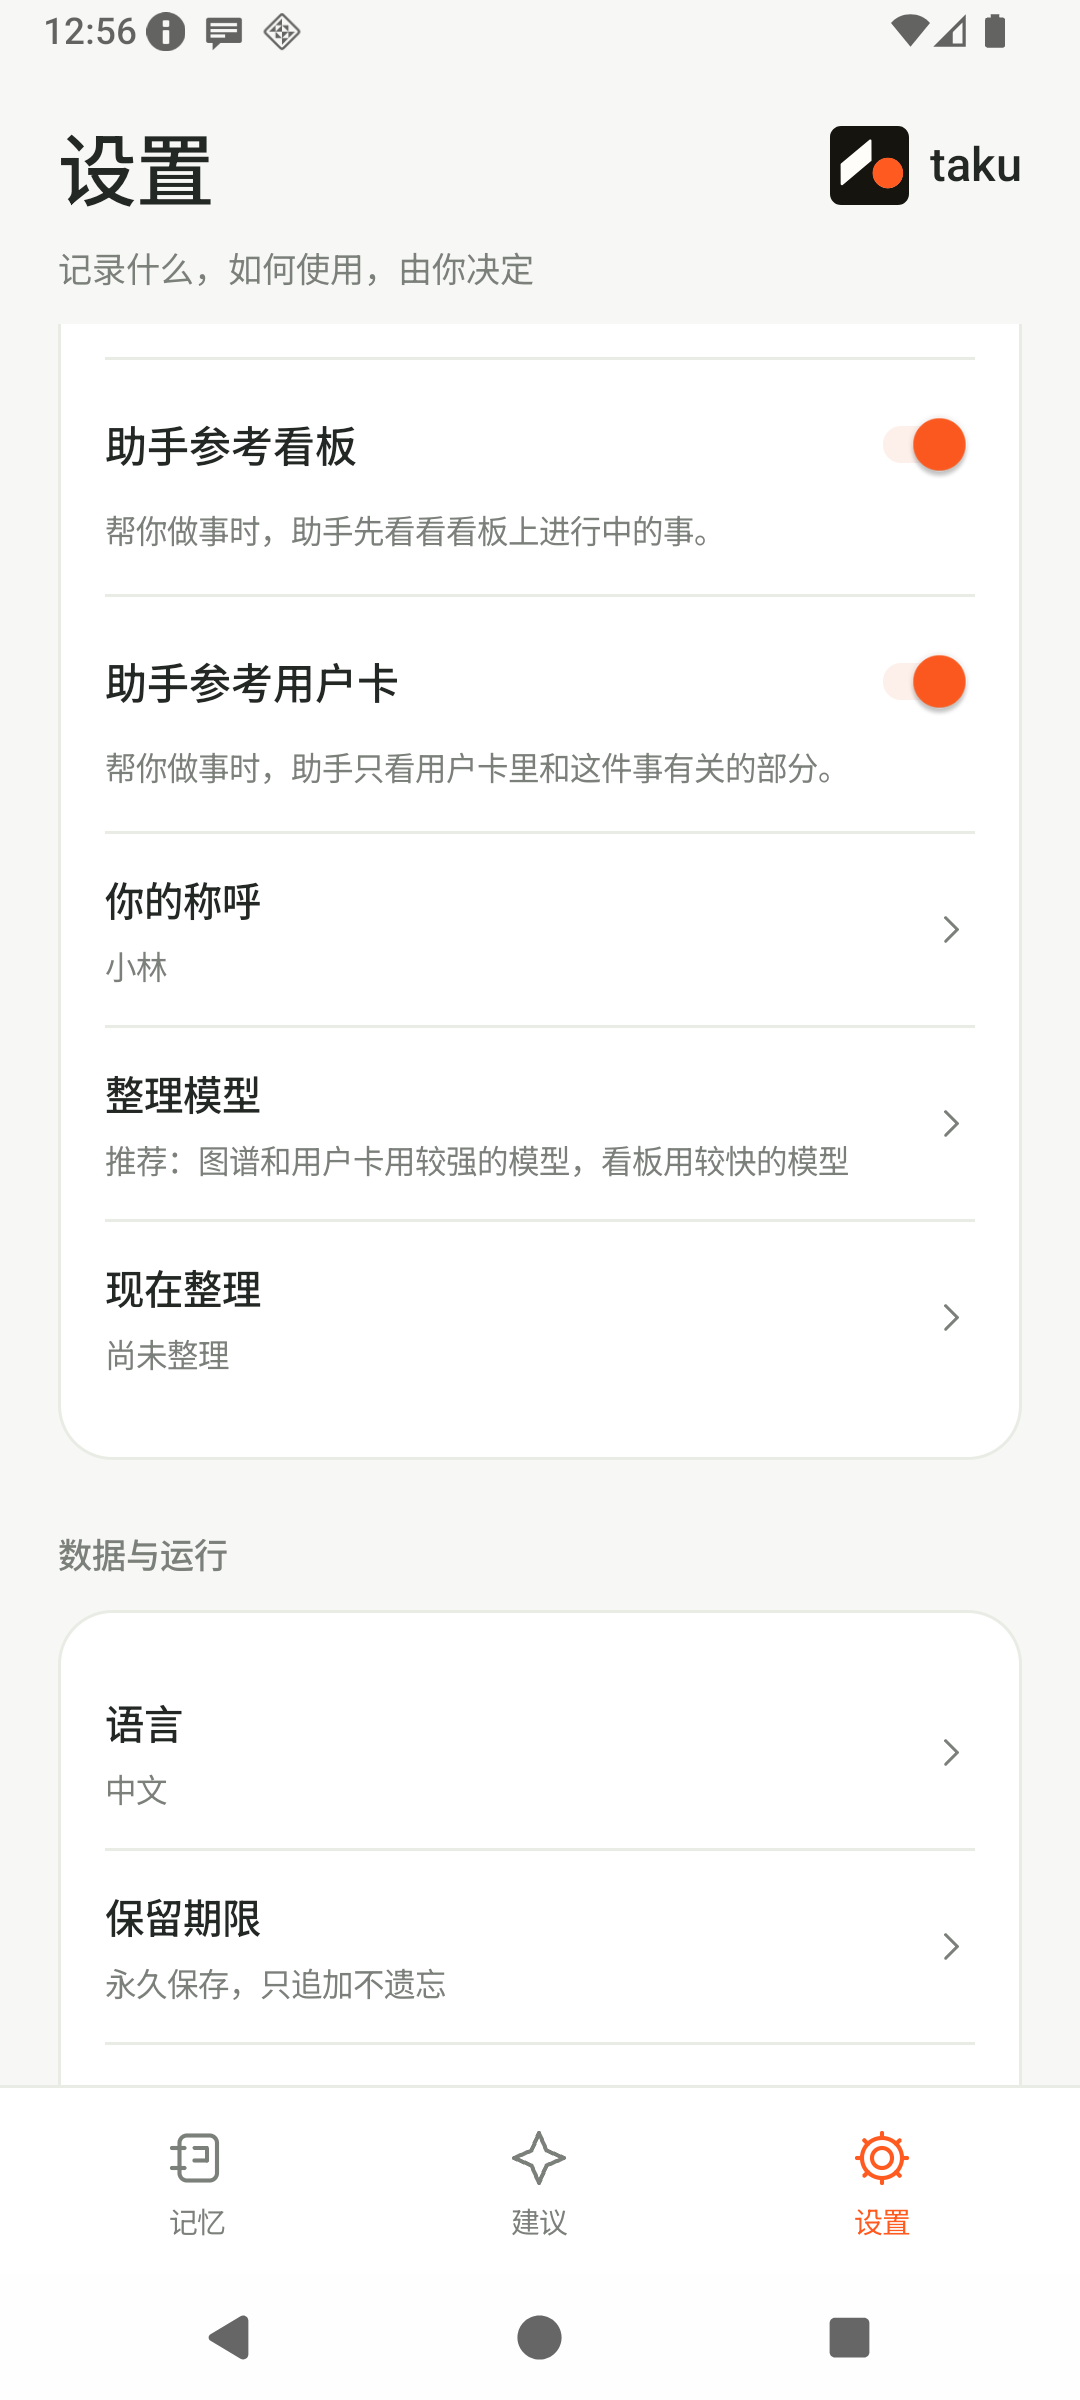 12:56
设置
taku
记录什么，如何使用，由你决定
助手参考看板
帮你做事时，助手先看看看板上进行中的事。
助手参考用户卡
帮你做事时，助手只看用户卡里和这件事有关的部分。
你的称呼
小林
整理模型
推荐：图谱和用户卡用较强的模型，看板用较快的模型
现在整理
尚未整理
数据与运行
语言
中文
保留期限
永久保存，只追加不遗忘
记忆
建议
设置